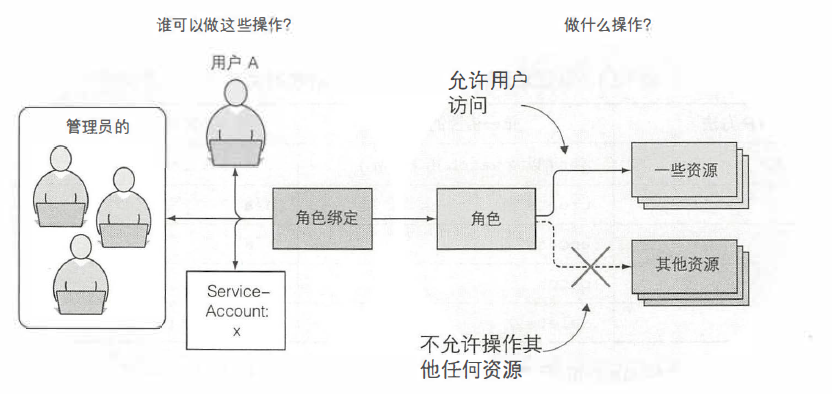 谁可以做这些操作?
做什么操作?
用户 A
允许用户
访问
管理员的
一些资源
角色绑定
角色
其他资源
Service-
Account:
x
不允许操作其
他任何资源